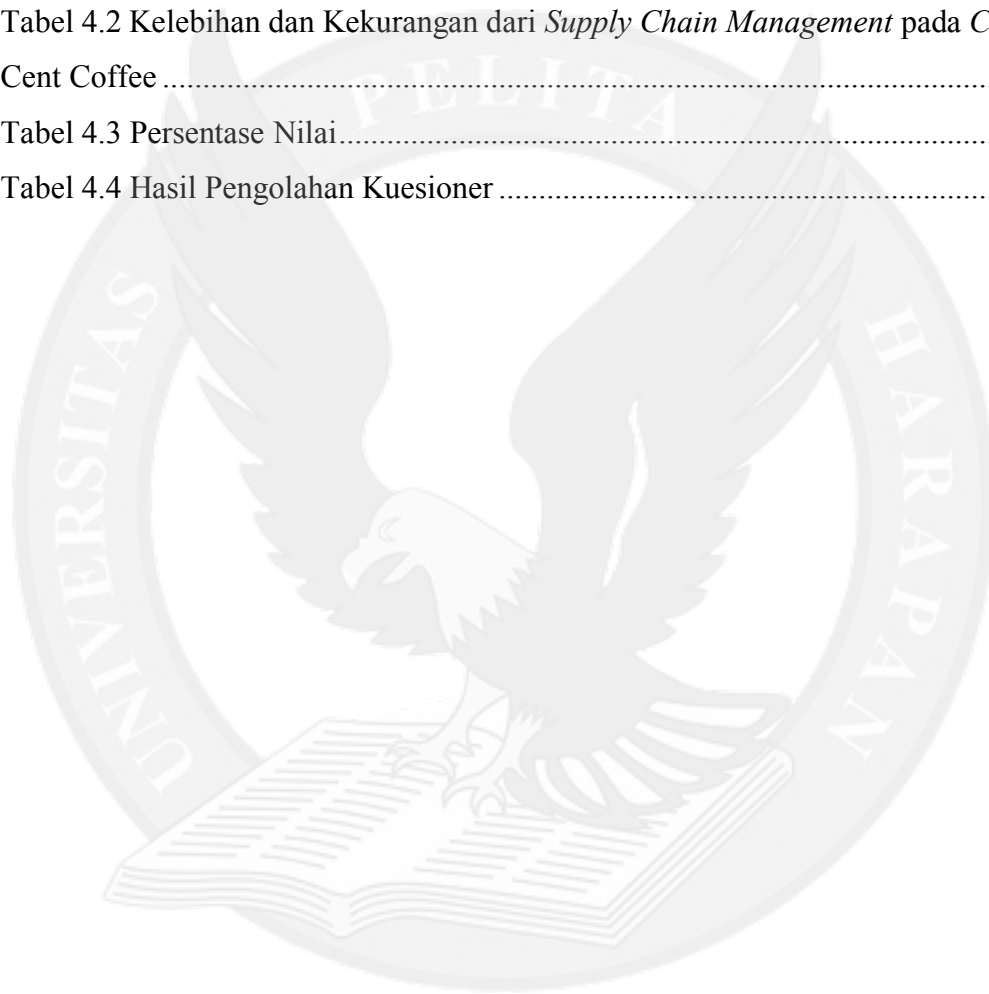 Tabel 4.2 Kelebihan dan Kekurangan dari Supply Chain Management pada C
Cent Coffee ........................................................................................................
Tabel 4.3 Persentase Nilai.................................................................................
Tabel 4.4 Hasil Pengolahan Kuesioner .............................................................
UNIVERSITAS PELITA HARAPAN